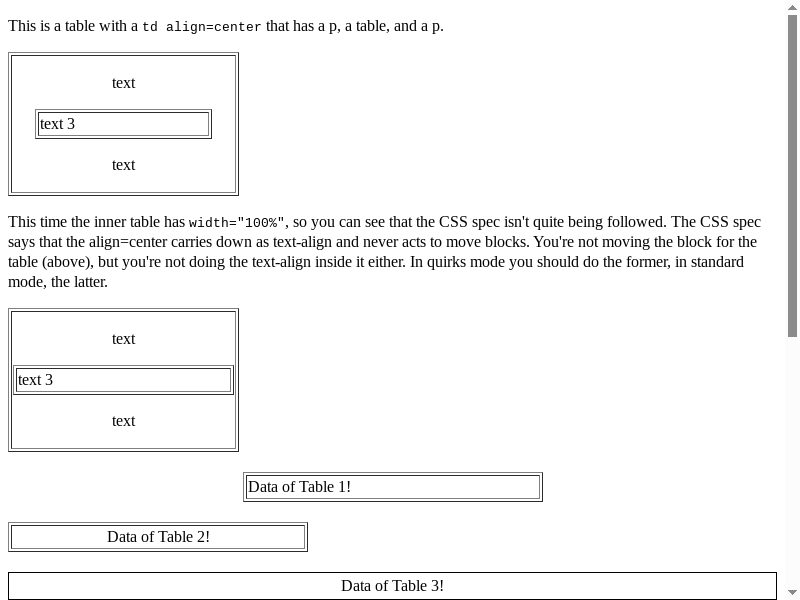 This is a table with a td align=center that has a p, a table, and a p.
text
text 3
text
This time the inner table has width="100%", so you can see that the CSS spec isn't quite being followed. The CSS spec
says that the align=center carries down as text-align and never acts to move blocks. You're not moving the block for the
table (above), but you're not doing the text-align inside it either. In quirks mode you should do the former, in standard
mode, the latter.
text
text 3
text
Data of Table 1!
Data of Table 2!
Data of Table 3!